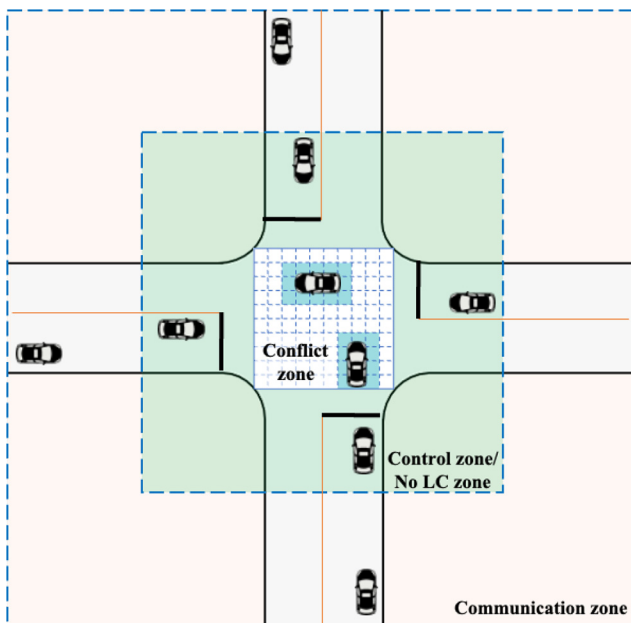 Conflict
zone
Control zone/
No LC zone
Communication zone